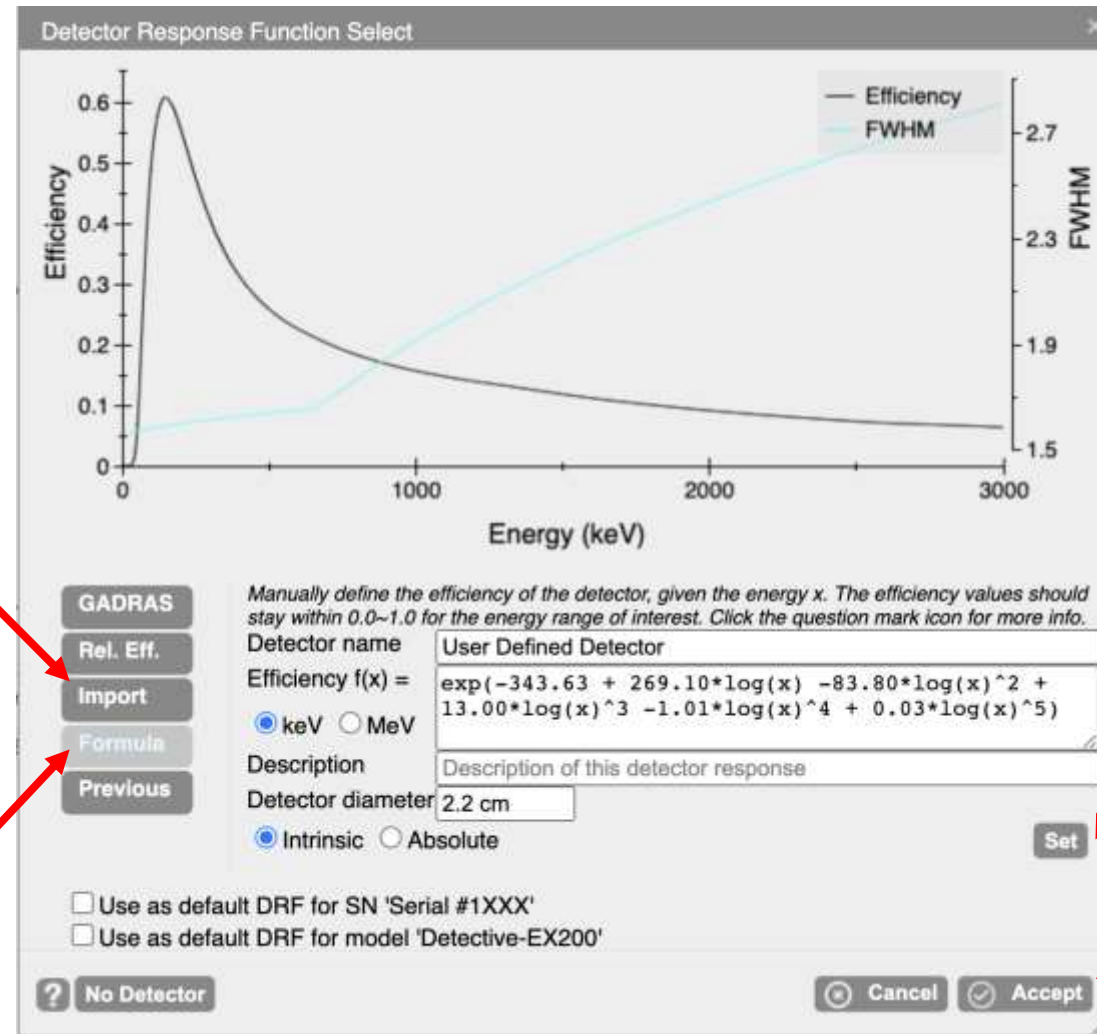 Detector Response Function Select
Efficiency
FWHM
0.6
0.5
0.4
0.3
0.2
0.1
0
Efficiency
2.7
2.3
1.9
1.5
FWHM
0
1000
2000
3000
Energy (keV)
GADRAS
Rel. Eff.
Import
Formula
Previous
Manually define the efficiency of the detector, given the energy x. The efficiency values should
stay within 0.0~1.0 for the energy range of interest. Click the question mark icon for more info.
Detector name User Defined Detector
Efficiency f(x) = exp(-343.63 + 269.10*log(x) -83.80*log(x)^2 +
13.00*log(x)^3 -1.01*log(x)^4 + 0.03*log(x)^5)
keV MeV
Description Description of this detector response
Detector diameter 2.2 cm
Intrinsic Absolute
Set
Use as default DRF for SN 'Serial #1XXX'
Use as default DRF for model 'Detective-EX200'
? No Detector Cancel Accept